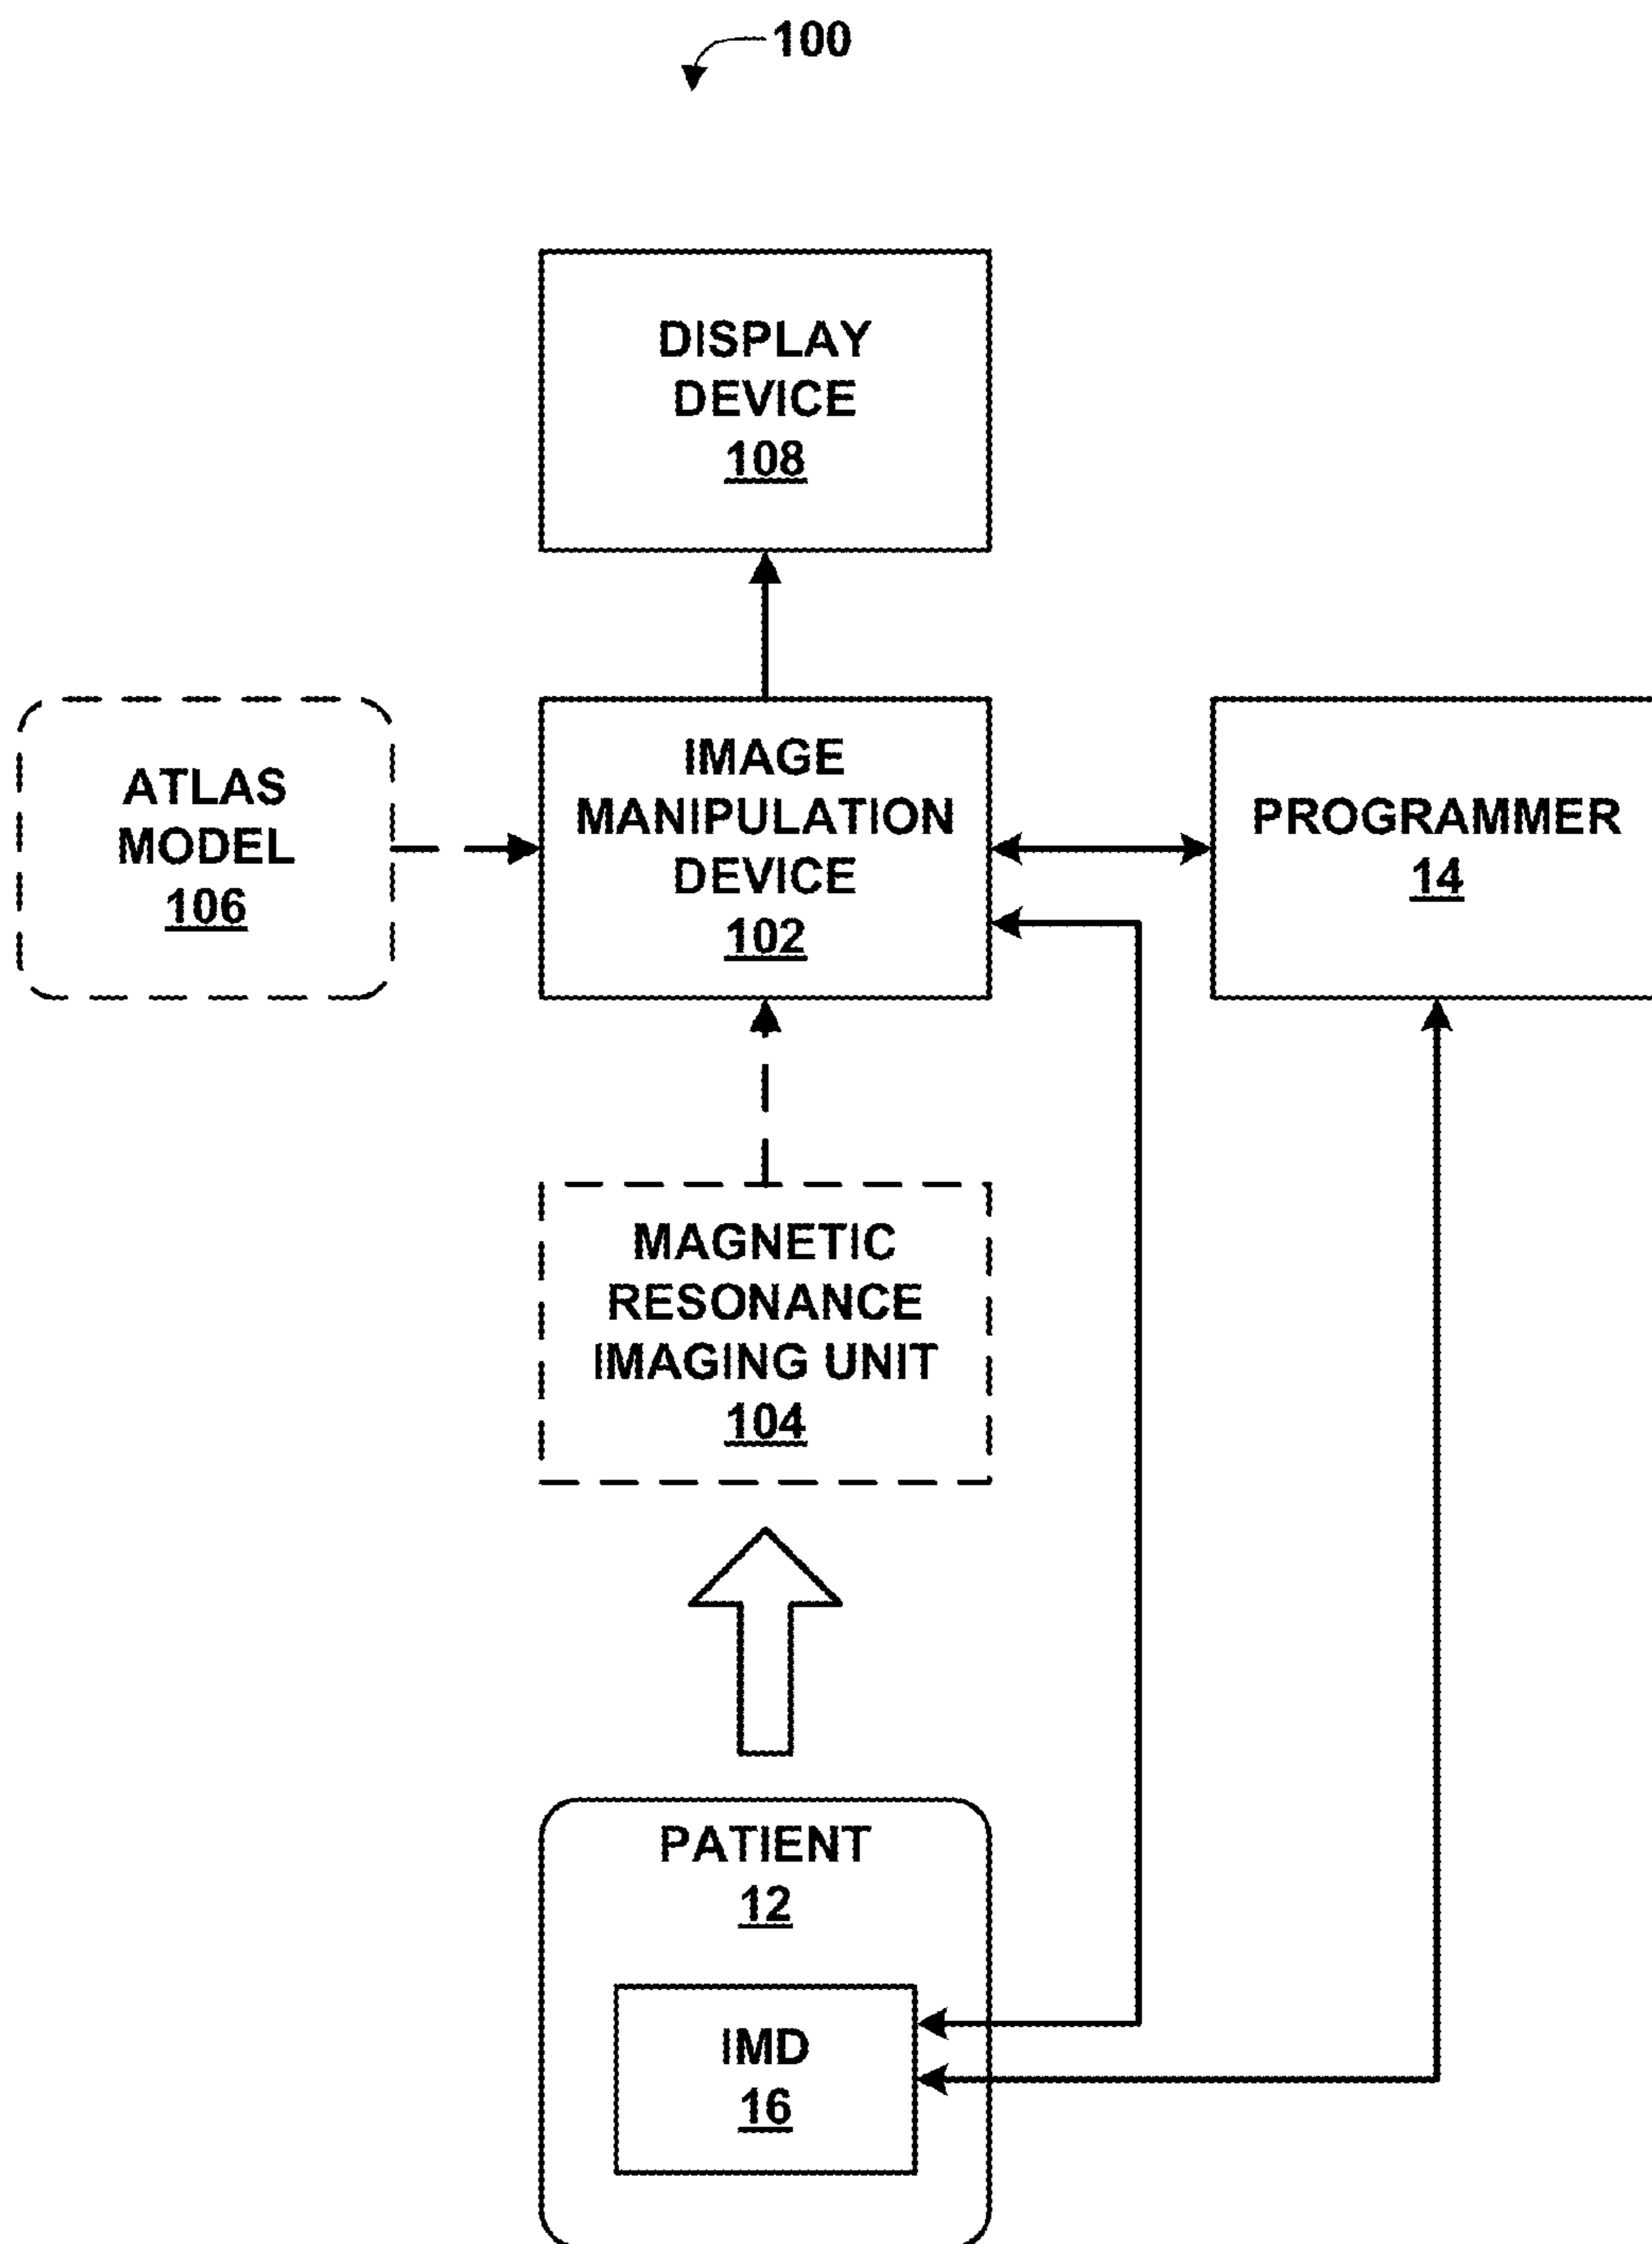 100
DISPLAY
DEVICE
108
ATLAS
MODEL
106
IMAGE
MANIPULATION
DEVICE
102
PROGRAMMER
14
MAGNETIC
RESONANCE
IMAGING UNIT
104
PATIENT
12
IMD
16